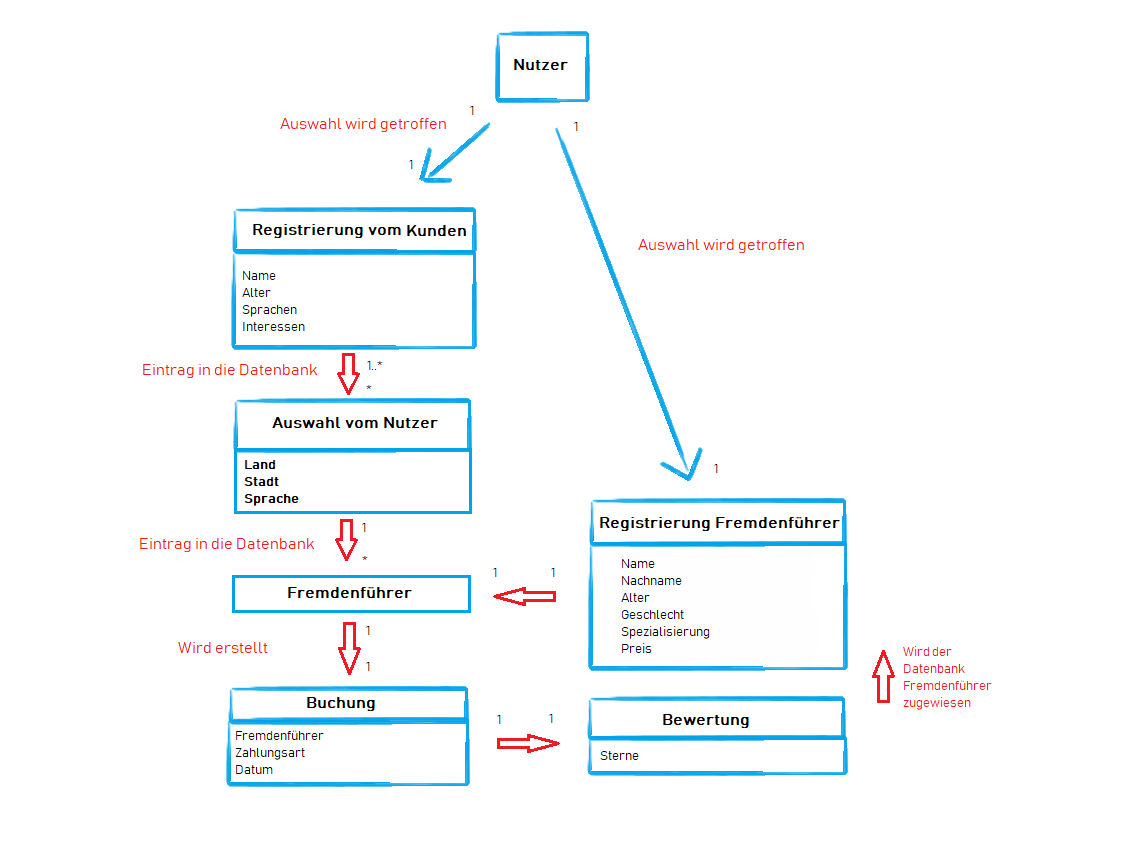 Nutzer
1
Auswahl wird getroffen
1
1
Registrierung vom Kunden
Name
Alter
Sprachen
Interessen
Auswahl wird getroffen
Eintrag in die Datenbank
1..*
*
Auswahl vom Nutzer
Land
Stadt
Sprache
1
Registrierung Fremdenführer
Name
Nachname
Alter
Geschlecht
Spezialisierung
Preis
Eintrag in die Datenbank
1
*
Fremdenführer
1
1
Wird erstellt
1
1
Wird der
Datenbank
Fremdenführer
zugewiesen
Buchung
Fremdenführer
Zahlungsart
Datum
1
1
Bewertung
Sterne